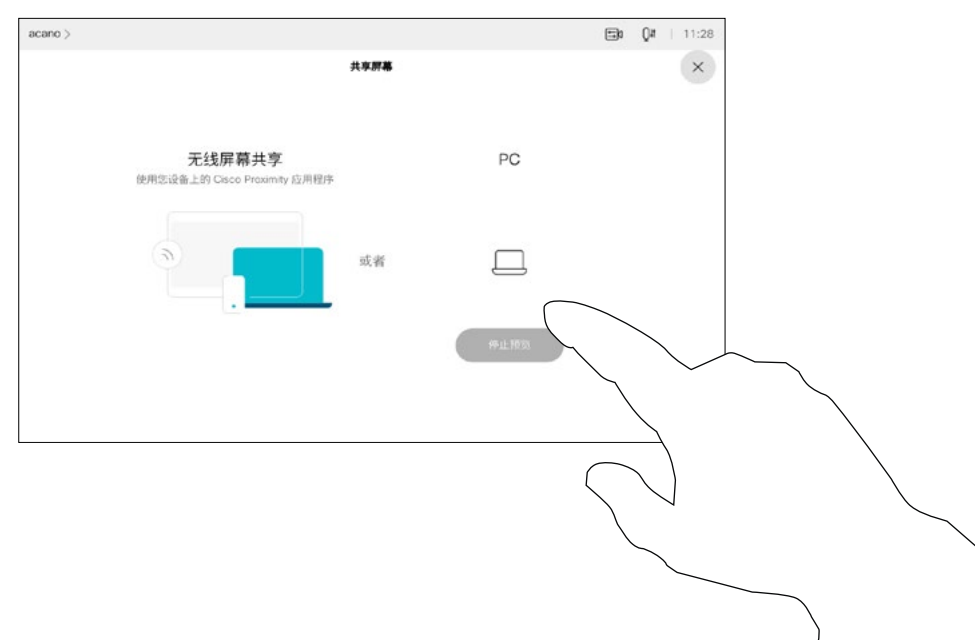 acano >
11:28
共享屏幕
无线屏幕共享
使用您设备上的 Cisco Proximity 应用程序
PC
或者
停止预览